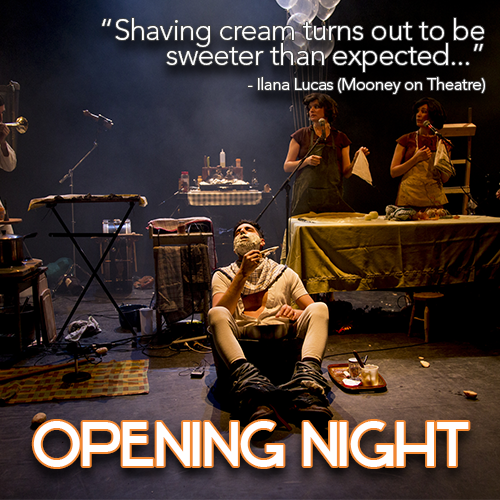 “Shaving cream turns out to be
sweeter than expected...”
- Ilana Lucas (Mooney on Theatre)
OPENING NIGHT